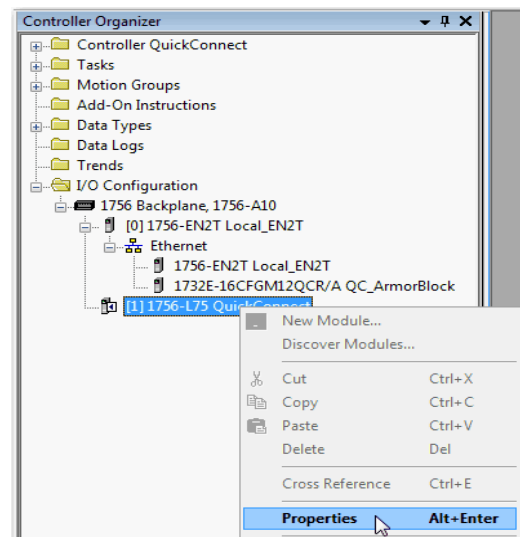 Controller Organizer
Controller QuickConnect
Tasks
Motion Groups
Add-On Instructions
Data Types
Data Logs
Trends
I/O Configuration
1756 Backplane, 1756-A10
[0] 1756-EN2T Local_EN2T
Ethernet
1756-EN2T Local_EN2T
1732E-16CFGM12QCR/A QC_ArmorBlock
[1] 1756-L75 QuickConnect
New Module...
Discover Modules...
Cut Ctrl+X
Copy Ctrl+C
Paste Ctrl+V
Delete Del
Cross Reference Ctrl+E
Properties Alt+Enter